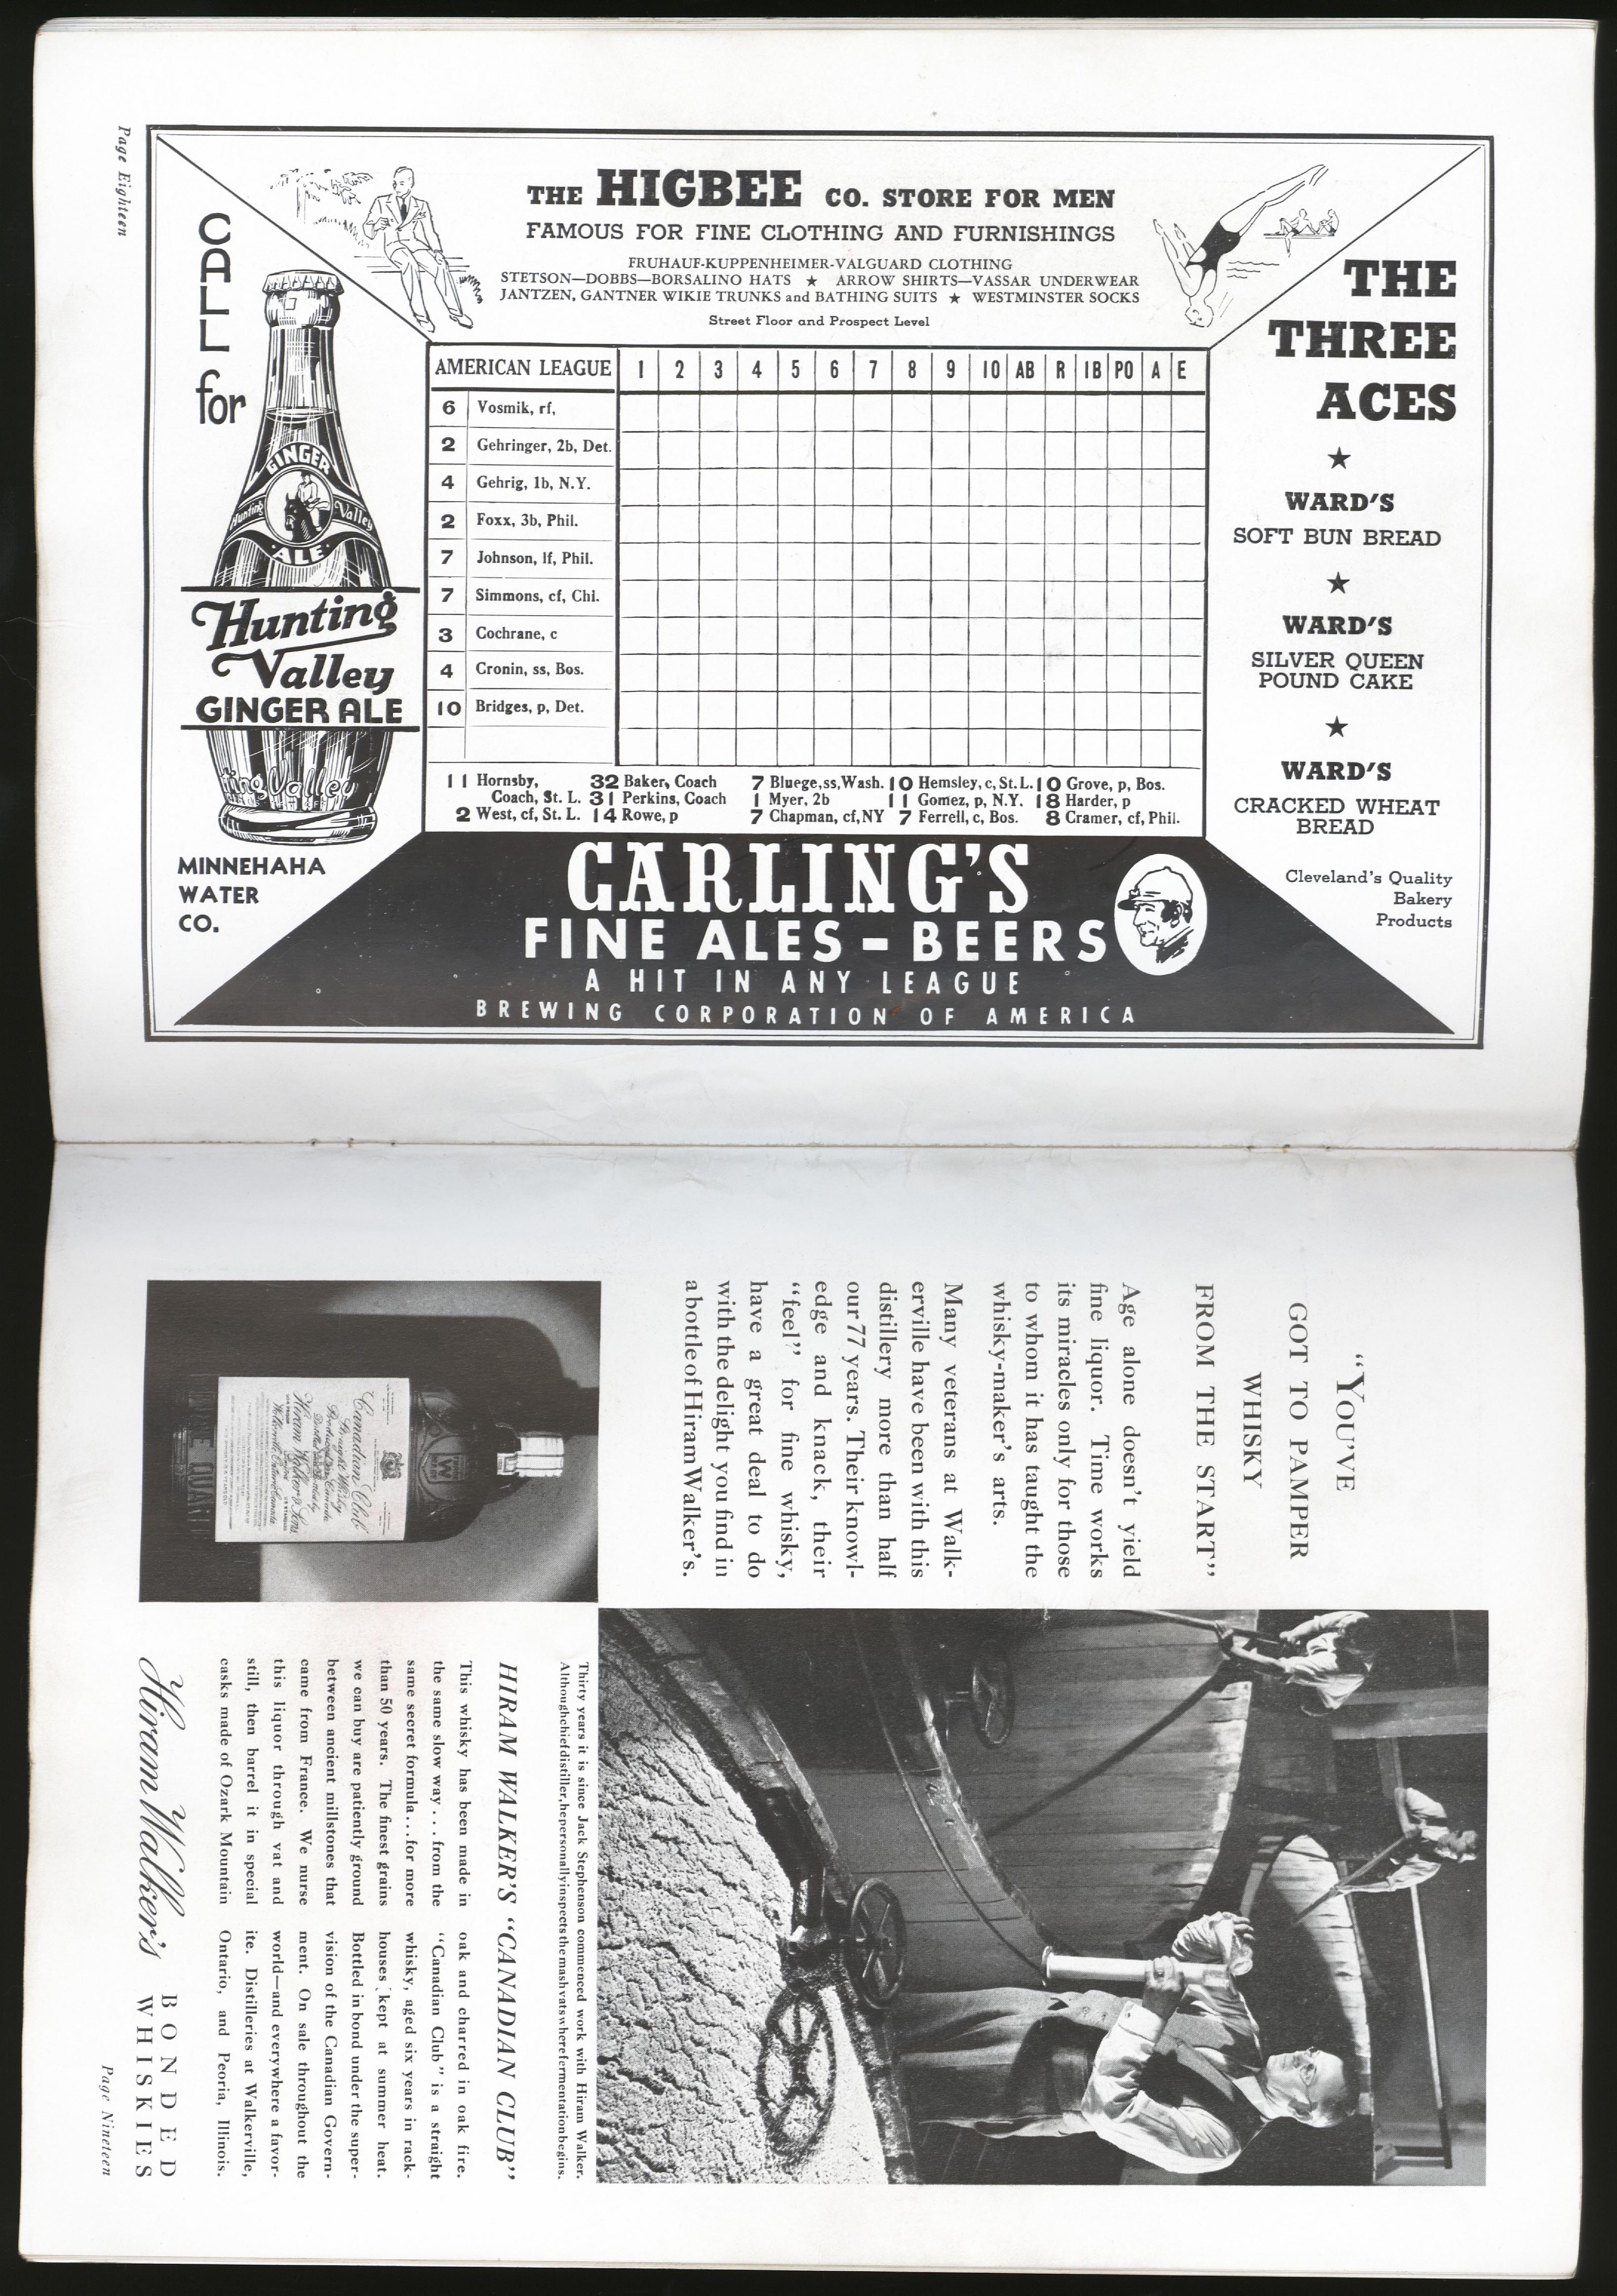 Page Eighteen
THE HIGBEE CO. STORE FOR MEN
FAMOUS FOR FINE CLOTHING AND FURNISHINGS
FRUHAUF-KUPPENHEIMER-VALGUARD CLOTHING
STETSON—DOBBS—BORSALINO HATS ★ ARROW SHIRTS—VASSAR UNDERWEAR
JANTZEN, GANTNER WIKIE TRUNKS and BATHING SUITS ★ WESTMINSTER SOCKS
Street Floor and Prospect Level
CALL
for
GINGER
Hunting Valley
ALE
Hunting
Valley
GINGER ALE
ting Valley
MINNEHAHA
WATER
CO.
AMERICAN LEAGUE 1 2 3 4 5 6 7 8 9 10 AB R IB PO A E
6 Vosmik, rf,
2 Gehringer, 2b, Det.
4 Gehrig, 1b, N.Y.
2 Foxx, 3b, Phil.
7 Johnson, lf, Phil.
7 Simmons, cf, Chi.
3 Cochrane, c
4 Cronin, ss, Bos.
10 Bridges, p, Det.
11 Hornsby, 32 Baker, Coach 7 Bluege,ss,Wash. 10 Hemsley, c, St.L. 10 Grove, p, Bos.
Coach, St. L. 31 Perkins, Coach 1 Myer, 2b 11 Gomez, p, N.Y. 18 Harder, p
2 West, cf, St. L. 14 Rowe, p 7 Chapman, cf,NY 7 Ferrell, c, Bos. 8 Cramer, cf, Phil.
THE
THREE
ACES
★
WARD'S
SOFT BUN BREAD
★
WARD'S
SILVER QUEEN
POUND CAKE
★
WARD'S
CRACKED WHEAT
BREAD
Cleveland's Quality
Bakery
Products
CARLING'S
FINE ALES - BEERS
A HIT IN ANY LEAGUE
BREWING CORPORATION OF AMERICA
"YOU'VE
GOT TO PAMPER
WHISKY
FROM THE START"
Age alone doesn't yield
fine liquor. Time works
its miracles only for those
to whom it has taught the
whisky-maker's arts.
Many veterans at Walk-
erville have been with this
distillery more than half
our 77 years. Their knowl-
edge and knack, their
"feel" for fine whisky,
have a great deal to do
with the delight you find in
a bottle of Hiram Walker's.
W
Canadian Club
Straight Whisky
Produced in Canada
Hiram Walker & Sons
Walkerville, Ontario, Canada
QUART
Thirty years it is since Jack Stephenson commenced work with Hiram Walker.
Although chief distiller, he personally inspects the mash vats where fermentation begins.
HIRAM WALKER'S "CANADIAN CLUB"
This whisky has been made in
the same slow way . . . from the
same secret formula . . . for more
than 50 years. The finest grains
we can buy are patiently ground
between ancient millstones that
came from France. We nurse
this liquor through vat and
still, then barrel it in special
casks made of Ozark Mountain
oak and charred in oak fire.
"Canadian Club" is a straight
whisky, aged six years in rack-
houses kept at summer heat.
Bottled in bond under the super-
vision of the Canadian Govern-
ment. On sale throughout the
world—and everywhere a favor-
ite. Distilleries at Walkerville,
Ontario, and Peoria, Illinois.
Hiram Walker's BONDED
WHISKIES
Page Nineteen